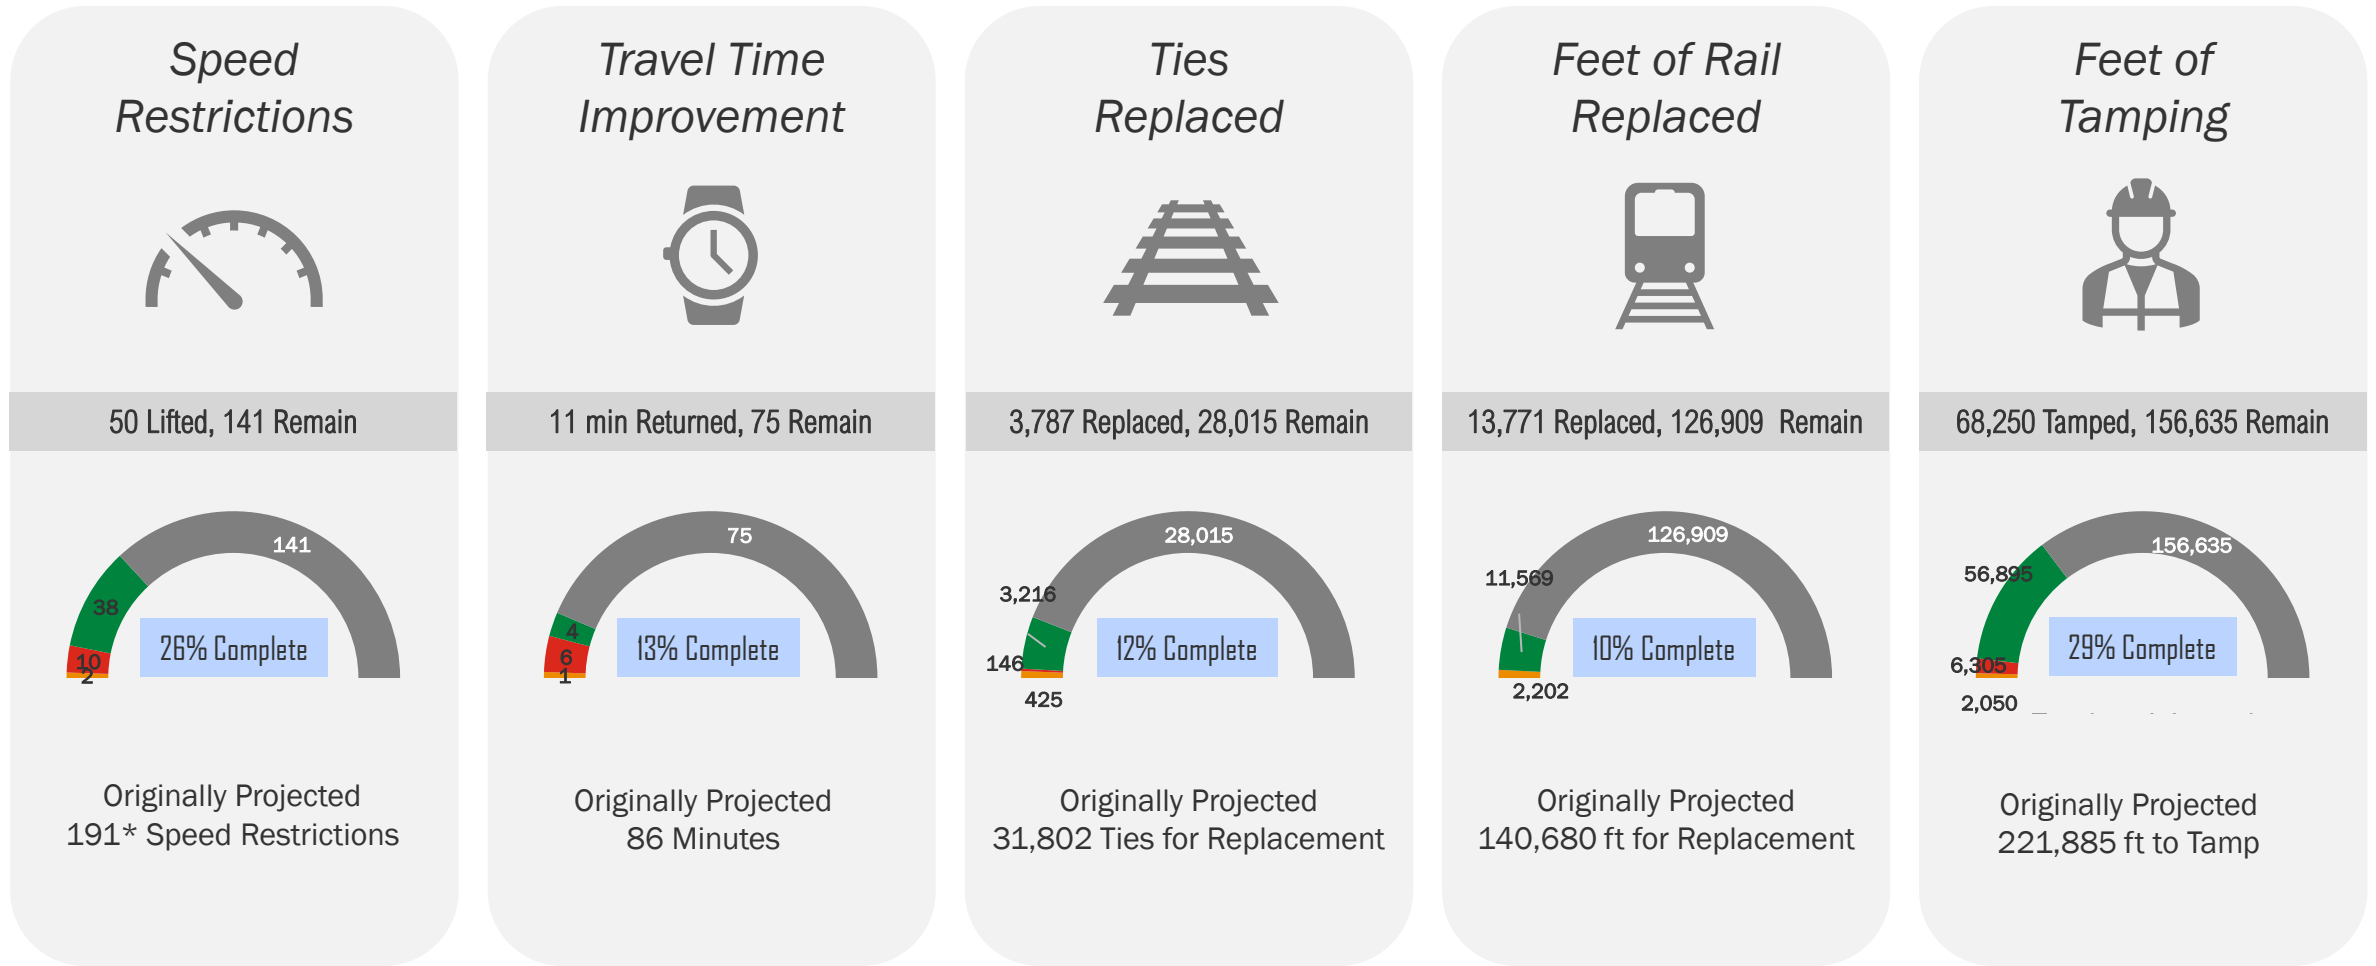 Speed
Restrictions
50 Lifted, 141 Remain
141
38
10
2
26% Complete
Originally Projected
191* Speed Restrictions
Travel Time
Improvement
11 min Returned, 75 Remain
75
4
6
1
13% Complete
Originally Projected
86 Minutes
Ties
Replaced
3,787 Replaced, 28,015 Remain
28,015
3,216
146
425
12% Complete
Originally Projected
31,802 Ties for Replacement
Feet of Rail
Replaced
13,771 Replaced, 126,909 Remain
126,909
11,569
2,202
10% Complete
Originally Projected
140,680 ft for Replacement
Feet of
Tamping
68,250 Tamped, 156,635 Remain
156,635
56,895
6,305
2,050
29% Complete
Originally Projected
221,885 ft to Tamp